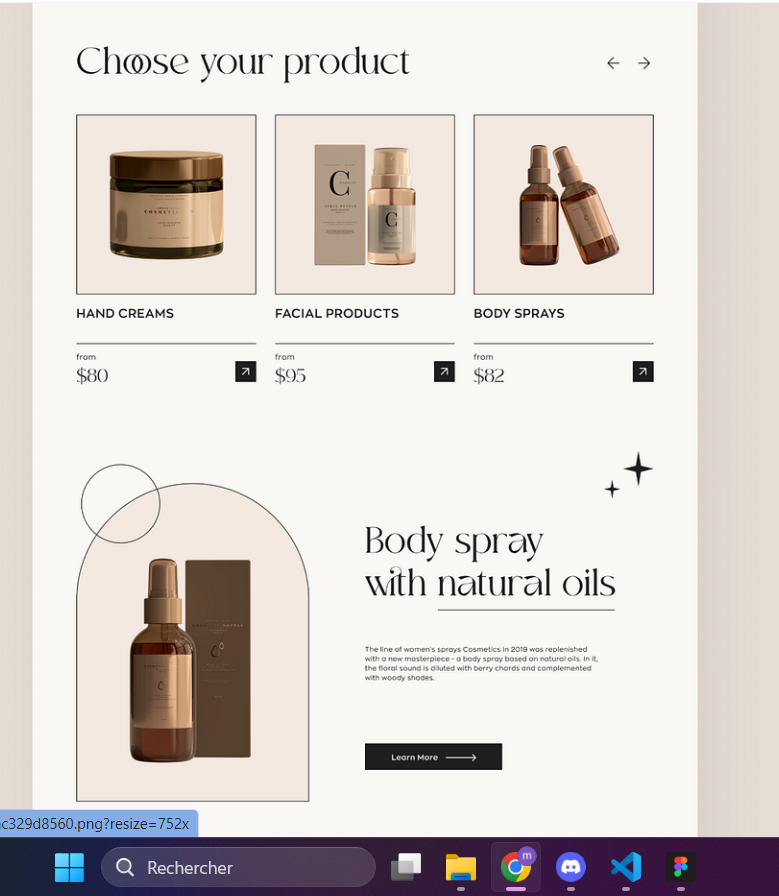 Choose your product
HAND CREAMS
FACIAL PRODUCTS
BODY SPRAYS
from
$80
from
$95
from
$82
Body spray
with natural oils
The line of women's sprays Cosmetics in 2019 was replenished
with a new masterpiece - a body spray based on natural oils. In it,
the floral sound is diluted with berry chords and complemented
with woody shades.
Learn More
c329d8560.png?resize=752x
Rechercher
m